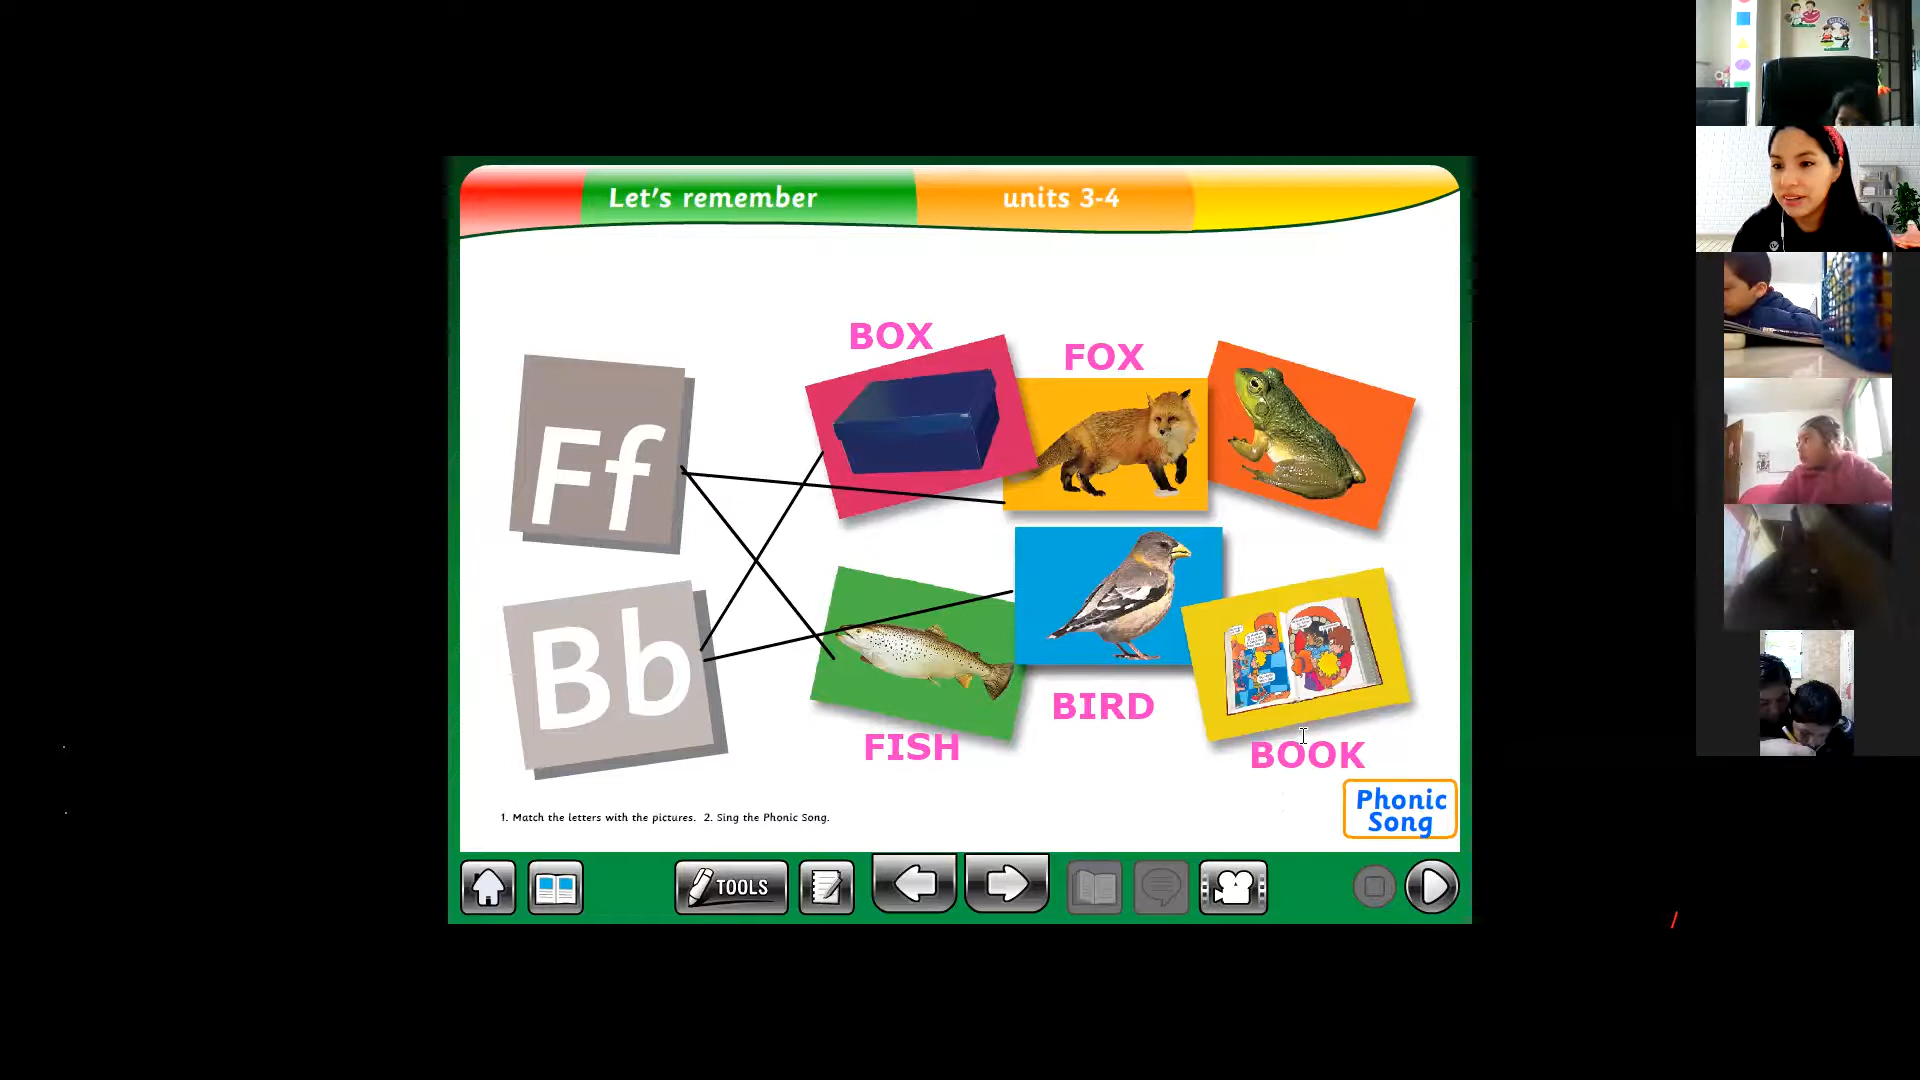 Let's remember
units 3-4
BOX
FOX
Ff
Bb
FISH
BIRD
BOOK
Phonic
Song
1. Match the letters with the pictures. 2. Sing the Phonic Song.
TOOLS